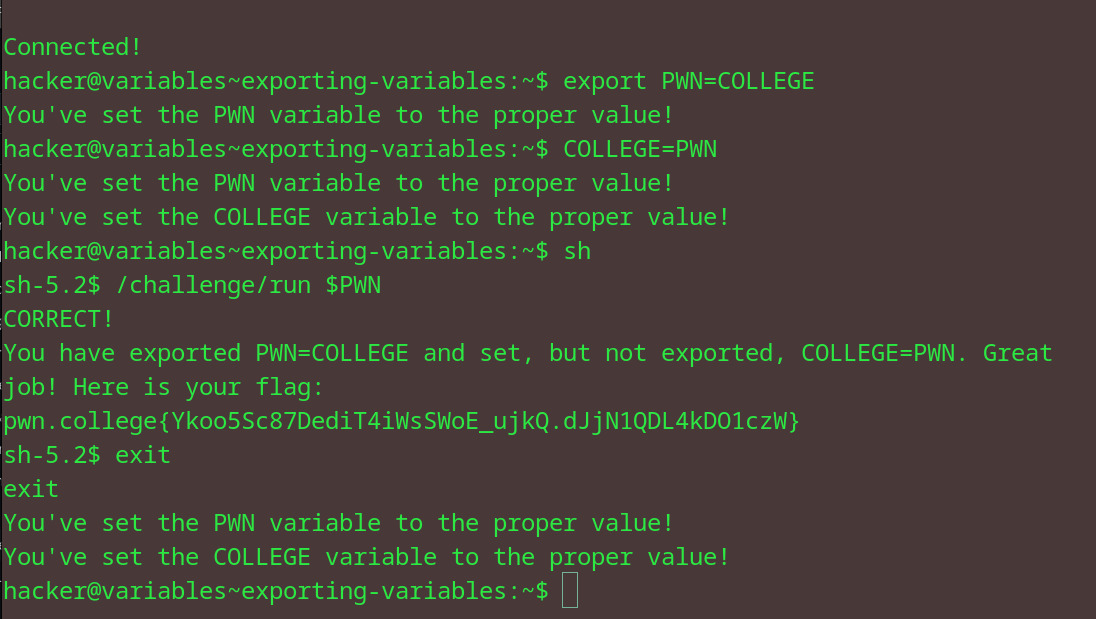 Connected!
hacker@variables~exporting-variables:~$ export PWN=COLLEGE
You've set the PWN variable to the proper value!
hacker@variables~exporting-variables:~$ COLLEGE=PWN
You've set the PWN variable to the proper value!
You've set the COLLEGE variable to the proper value!
hacker@variables~exporting-variables:~$ sh
sh-5.2$ /challenge/run $PWN
CORRECT!
You have exported PWN=COLLEGE and set, but not exported, COLLEGE=PWN. Great
job! Here is your flag:
pwn.college{Ykoo5Sc87DediT4iWsSWoE_ujkQ.dJjN1QDL4kDO1czW}
sh-5.2$ exit
exit
You've set the PWN variable to the proper value!
You've set the COLLEGE variable to the proper value!
hacker@variables~exporting-variables:~$